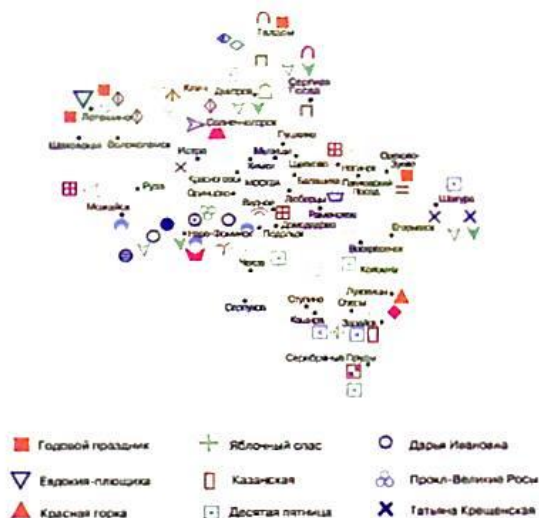 Талдом
Клин Дмитров
Сергиев
Посад
Лотошино
Солнечногорск
Пушкино
Шаховская Волоколамск
Истра
Мытищи
Химки
Щелково
Ногинск
Орехово-
Зуево
Красногорск
Балашиха
Павловский
Посад
Руза
Одинцово
Москва
Люберцы
Шатура
Можайск
Видное
Раменское
Наро-Фоминск
Подольск
Домодедово
Егорьевск
Воскресенск
Чехов
Коломна
Серпухов
Ступино
Озеры
Луховицы
Кашира
Зарайск
Серебряные Пруды
Годовой праздник
Яблочный спас
Дарья Ивановна
Евдокия-плющиха
Казанская
Прокл-Великие Росы
Красная горка
Десятая пятница
Татьяна Крещенская